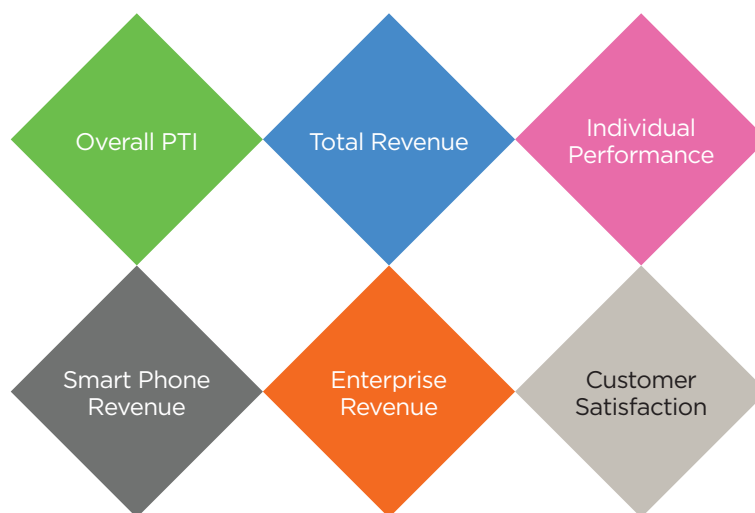 Overall PTI
Total Revenue
Individual
Performance
Smart Phone
Revenue
Enterprise
Revenue
Customer
Satisfaction